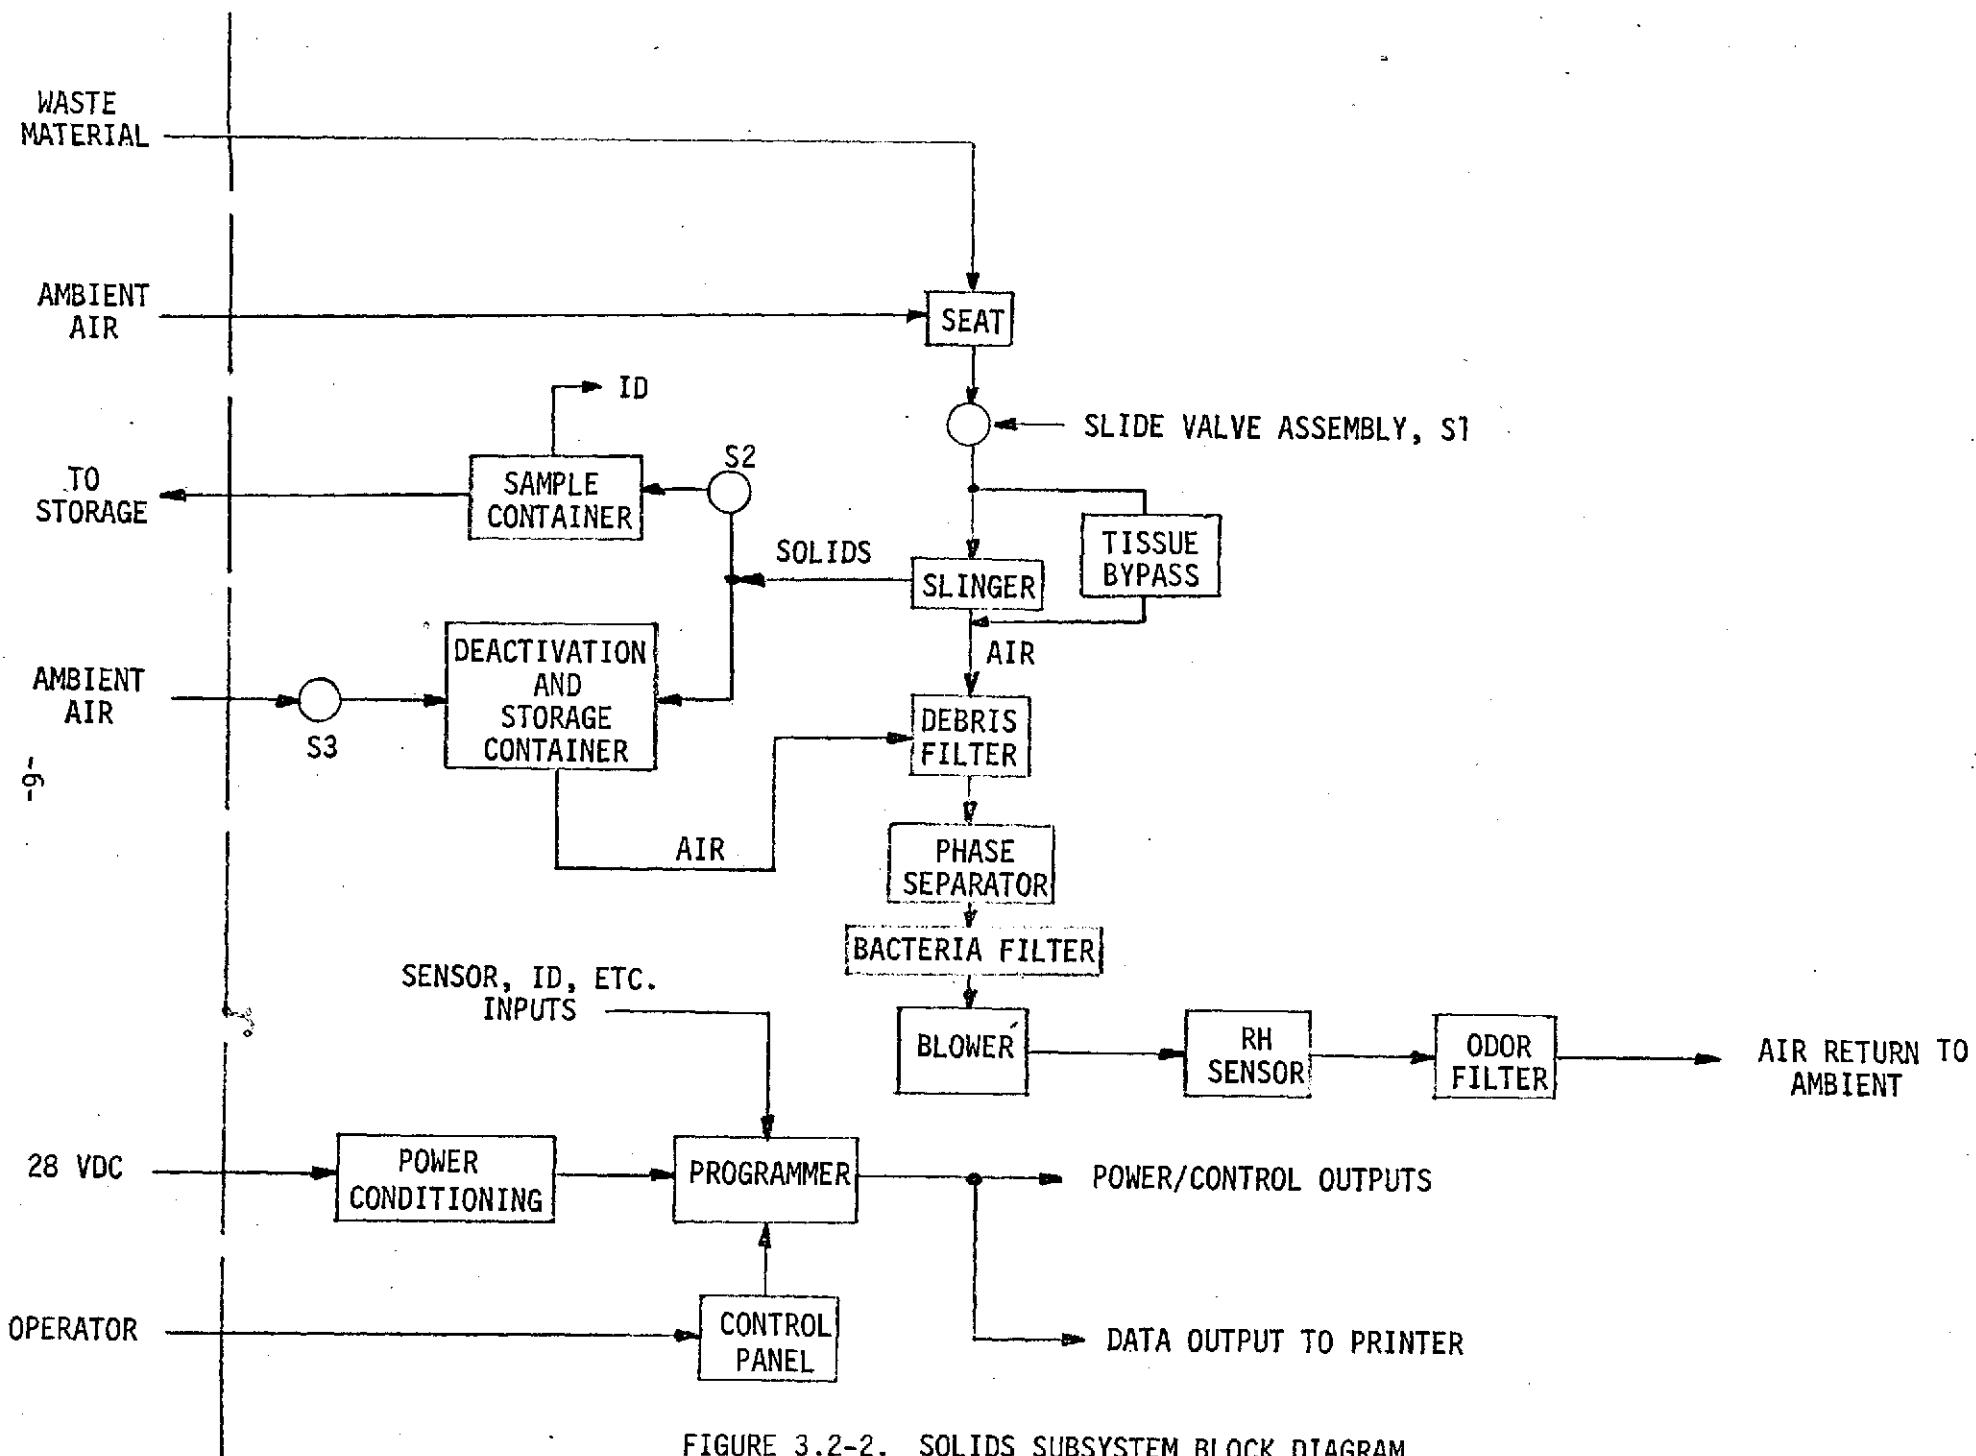 WASTE
MATERIAL
AMBIENT
AIR
SEAT
ID
SLIDE VALVE ASSEMBLY, S1
S2
TO
STORAGE
SAMPLE
CONTAINER
TISSUE
BYPASS
SOLIDS
SLINGER
AIR
AMBIENT
AIR
S3
DEACTIVATION
AND
STORAGE
CONTAINER
DEBRIS
FILTER
AIR
PHASE
SEPARATOR
BACTERIA FILTER
SENSOR, ID, ETC.
INPUTS
BLOWER
RH
SENSOR
ODOR
FILTER
AIR RETURN TO
AMBIENT
28 VDC
POWER
CONDITIONING
PROGRAMMER
POWER/CONTROL OUTPUTS
OPERATOR
CONTROL
PANEL
DATA OUTPUT TO PRINTER
FIGURE 3.2-2. SOLIDS SUBSYSTEM BLOCK DIAGRAM